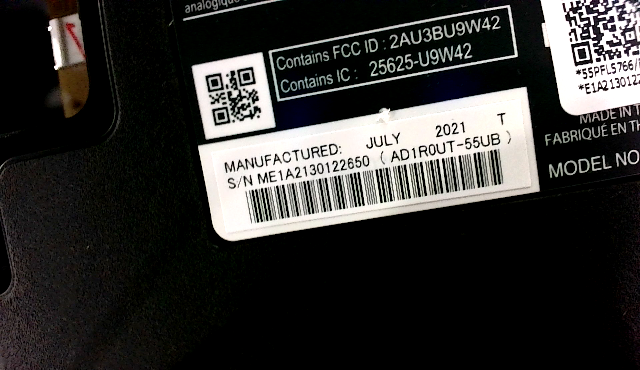 analogique
Contains FCC ID : 2AU3BU9W42
Contains IC : 25625-U9W42
MANUFACTURED: JULY 2021 T
S/N ME1A2130122650 ( AD1R0UT-55UB )
*55PFL5766/
*E1A2130122
MADE IN T
FABRIQUÉ EN TH
MODEL NO